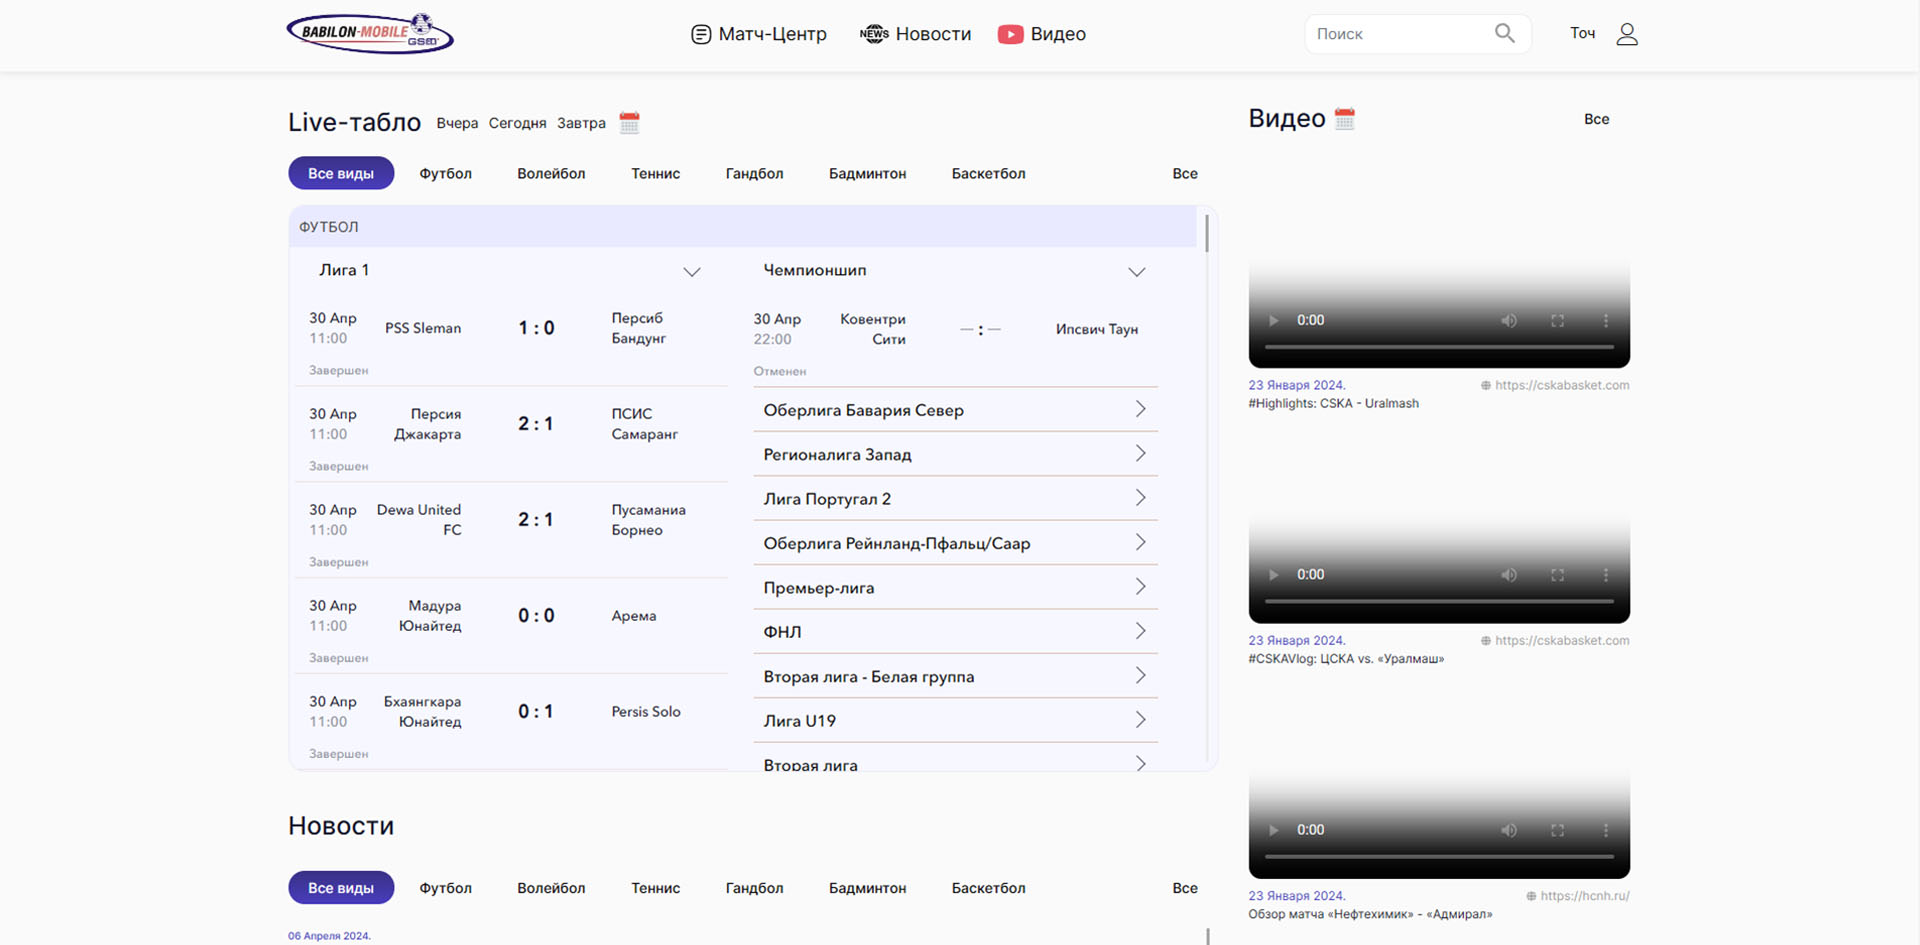 BABILON-MOBILE
GSM
Матч-Центр
NEWS Новости
Видео
Поиск
Тоҷ
Live-табло Вчера Сегодня Завтра
Все виды Футбол Волейбол Теннис Гандбол Бадминтон Баскетбол Все
ФУТБОЛ
Лига 1
30 Апр
11:00
PSS Sleman
1 : 0
Персиб
Бандунг
Завершен
30 Апр
11:00
Персия
Джакарта
2 : 1
ПСИС
Самаранг
Завершен
30 Апр
11:00
Dewa United
FC
2 : 1
Пусаманиа
Борнео
Завершен
30 Апр
11:00
Мадура
Юнайтед
0 : 0
Арема
Завершен
30 Апр
11:00
Бхаянгкара
Юнайтед
0 : 1
Persis Solo
Завершен
Чемпионшип
30 Апр
22:00
Ковентри
Сити
– : –
Ипсвич Таун
Отменен
Оберлига Бавария Север
Регионалига Запад
Лига Португал 2
Оберлига Рейнланд-Пфальц/Саар
Премьер-лига
ФНЛ
Вторая лига - Белая группа
Лига U19
Вторая лига
Новости
Все виды Футбол Волейбол Теннис Гандбол Бадминтон Баскетбол Все
06 Апреля 2024.
Видео Все
0:00
23 Января 2024. https://cskabasket.com
#Highlights: CSKA - Uralmash
0:00
23 Января 2024. https://cskabasket.com
#CSKAVlog: ЦСКА vs. «Уралмаш»
0:00
23 Января 2024. https://hcnh.ru/
Обзор матча «Нефтехимик» - «Адмирал»